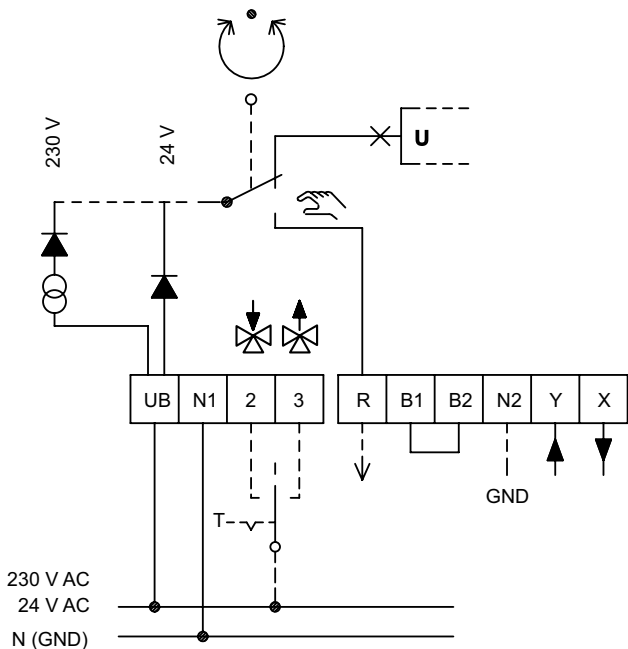 230 V
24 V
U
UB N1 2 3 R B1 B2 N2 Y X
GND
T
230 V AC
24 V AC
N (GND)